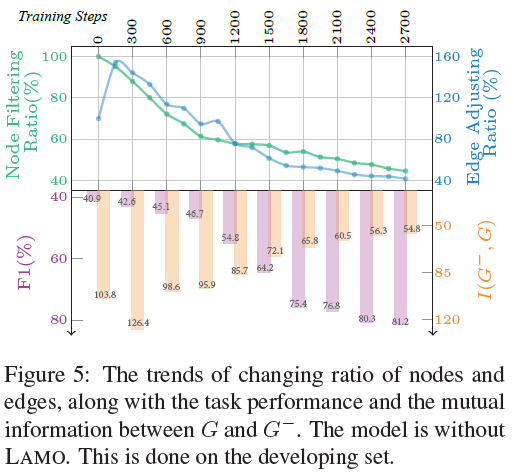 Training Steps
0 300 600 900 1200 1500 1800 2100 2400 2700
Node Filtering
Ratio(%)
100
80
60
40
160
120
80
40
Edge Adjusting
Ratio (%)
F1(%)
40
60
80
40.9 42.6 45.1 46.7 54.8 64.2 75.4 76.8 80.3 81.2
103.8 126.4 98.6 95.9 85.7 72.1 65.8 60.5 56.3 54.8
50
85
120
I(G⁻, G)
Figure 5: The trends of changing ratio of nodes and
edges, along with the task performance and the mutual
information between G and G⁻. The model is without
LAMO. This is done on the developing set.